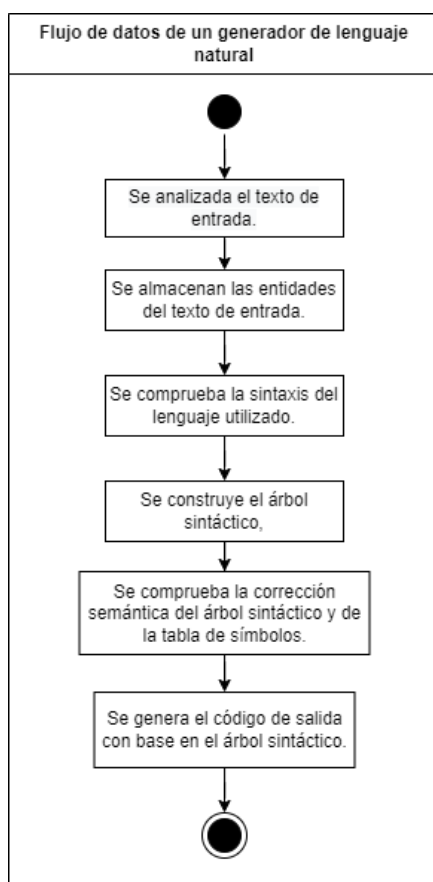 Flujo de datos de un generador de lenguaje
natural
Se analizada el texto de
entrada.
Se almacenan las entidades
del texto de entrada.
Se comprueba la sintaxis del
lenguaje utilizado.
Se construye el árbol
sintáctico,
Se comprueba la corrección
semántica del árbol sintáctico y de
la tabla de símbolos.
Se genera el código de salida
con base en el árbol sintáctico.